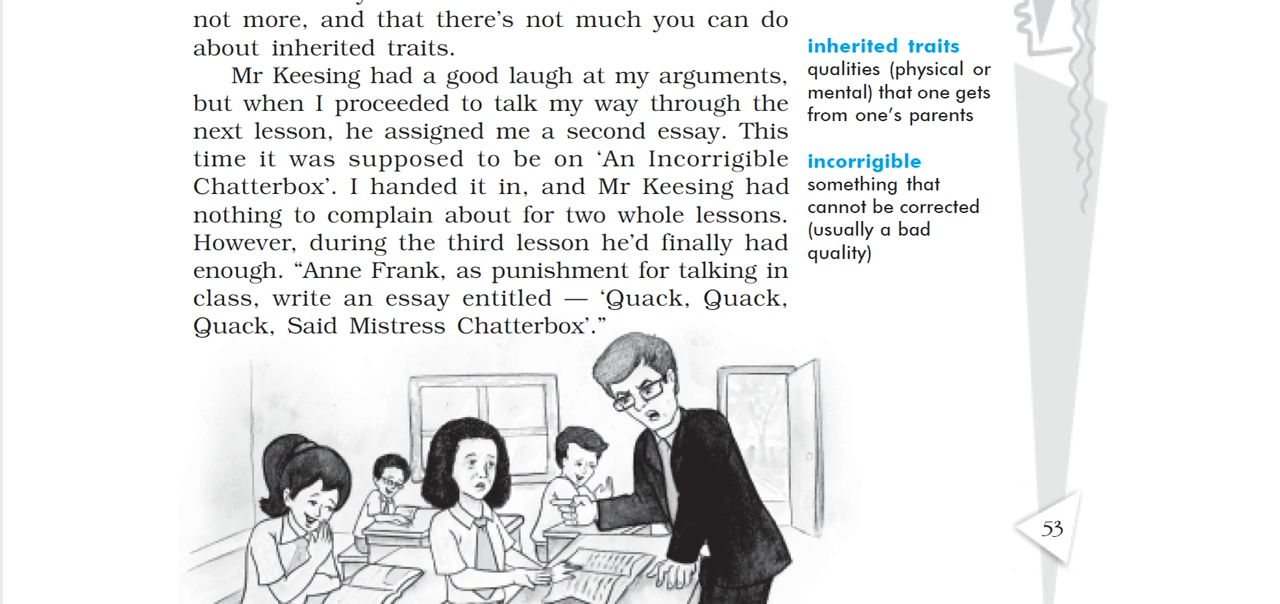 not more, and that there's not much you can do
about inherited traits.
Mr Keesing had a good laugh at my arguments,
but when I proceeded to talk my way through the
next lesson, he assigned me a second essay. This
time it was supposed to be on ‘An Incorrigible
Chatterbox’. I handed it in, and Mr Keesing had
nothing to complain about for two whole lessons.
However, during the third lesson he’d finally had
enough. “Anne Frank, as punishment for talking in
class, write an essay entitled — ‘Quack, Quack,
Quack, Said Mistress Chatterbox’.”
inherited traits
qualities (physical or
mental) that one gets
from one’s parents
incorrigible
something that
cannot be corrected
(usually a bad
quality)
53